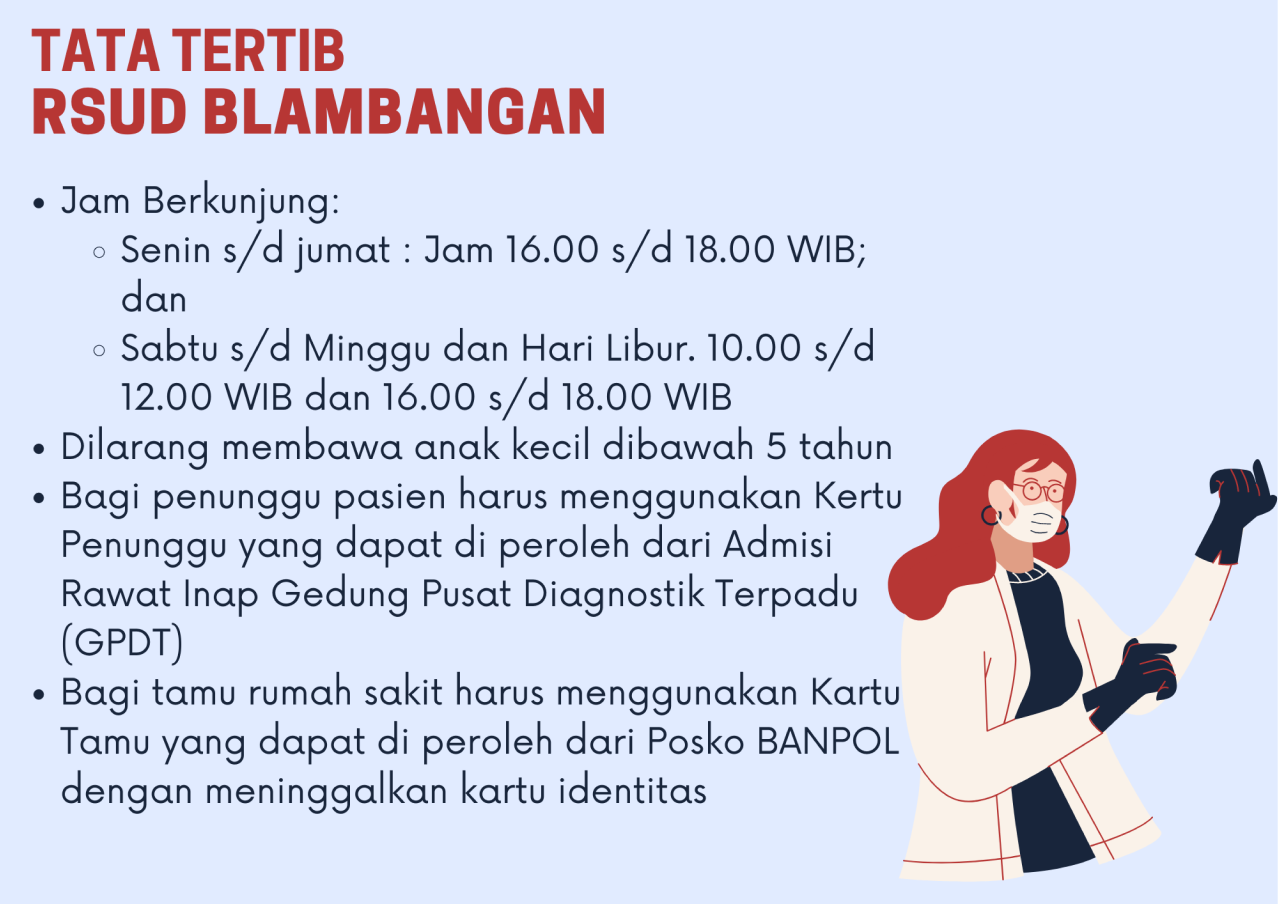 TATA TERTIB
RSUD BLAMBANGAN
• Jam Berkunjung:
◦ Senin s/d jumat : Jam 16.00 s/d 18.00 WIB;
dan
◦ Sabtu s/d Minggu dan Hari Libur. 10.00 s/d
12.00 WIB dan 16.00 s/d 18.00 WIB
• Dilarang membawa anak kecil dibawah 5 tahun
• Bagi penunggu pasien harus menggunakan Kertu
Penunggu yang dapat di peroleh dari Admisi
Rawat Inap Gedung Pusat Diagnostik Terpadu
(GPDT)
• Bagi tamu rumah sakit harus menggunakan Kartu
Tamu yang dapat di peroleh dari Posko BANPOL
dengan meninggalkan kartu identitas